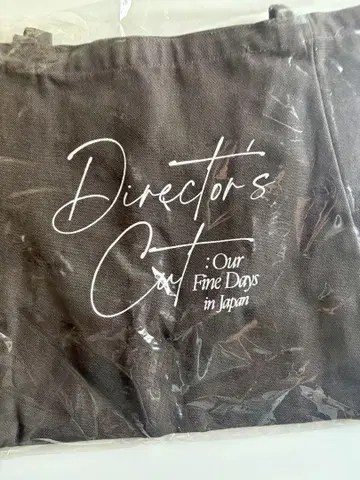 Director's
Cut
: Our
Fine Days
in Japan